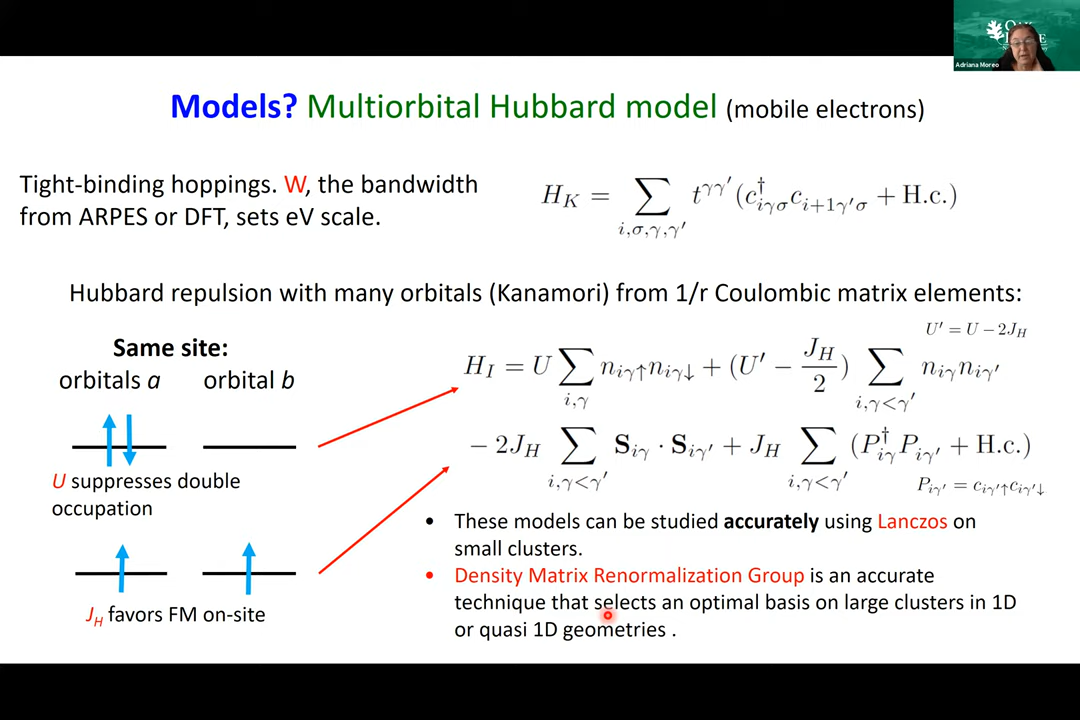 Adriana Moreo
Models? Multiorbital Hubbard model (mobile electrons)
Tight-binding hoppings. W, the bandwidth
from ARPES or DFT, sets eV scale.
H_K = ∑_{i,σ,γ,γ′} t^{γγ′}(c†_{iγσ}c_{i+1γ′σ} + H.c.)
Hubbard repulsion with many orbitals (Kanamori) from 1/r Coulombic matrix elements:
U′ = U − 2J_H
Same site:
orbitals a orbital b
H_I = U ∑_{i,γ} n_{iγ↑}n_{iγ↓} + (U′ − J_H/2) ∑_{i,γ<γ′} n_{iγ}n_{iγ′}
− 2J_H ∑_{i,γ<γ′} S_{iγ} · S_{iγ′} + J_H ∑_{i,γ<γ′} (P†_{iγ}P_{iγ′} + H.c.)
P_{iγ′} = c_{iγ′↑}c_{iγ′↓}
U suppresses double
occupation
J_H favors FM on-site
• These models can be studied accurately using Lanczos on
small clusters.
• Density Matrix Renormalization Group is an accurate
technique that selects an optimal basis on large clusters in 1D
or quasi 1D geometries .